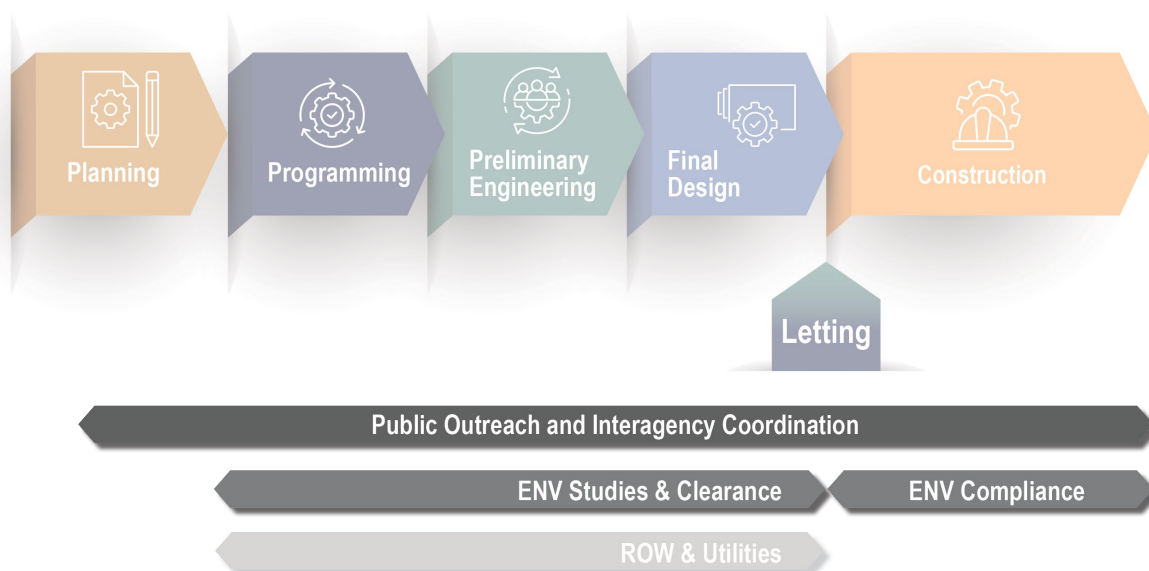 Planning
Programming
Preliminary
Engineering
Final
Design
Construction
Letting
Public Outreach and Interagency Coordination
ENV Studies & Clearance
ENV Compliance
ROW & Utilities